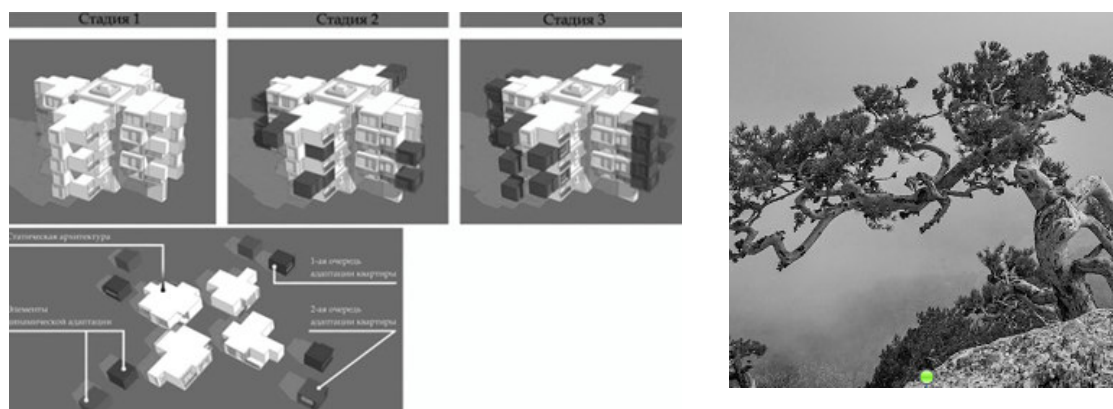 Стадия 1
Стадия 2
Стадия 3
Статическая архитектура
1-ая очередь
адаптации квартиры
Элементы
динамической адаптации
2-ая очередь
адаптации квартиры